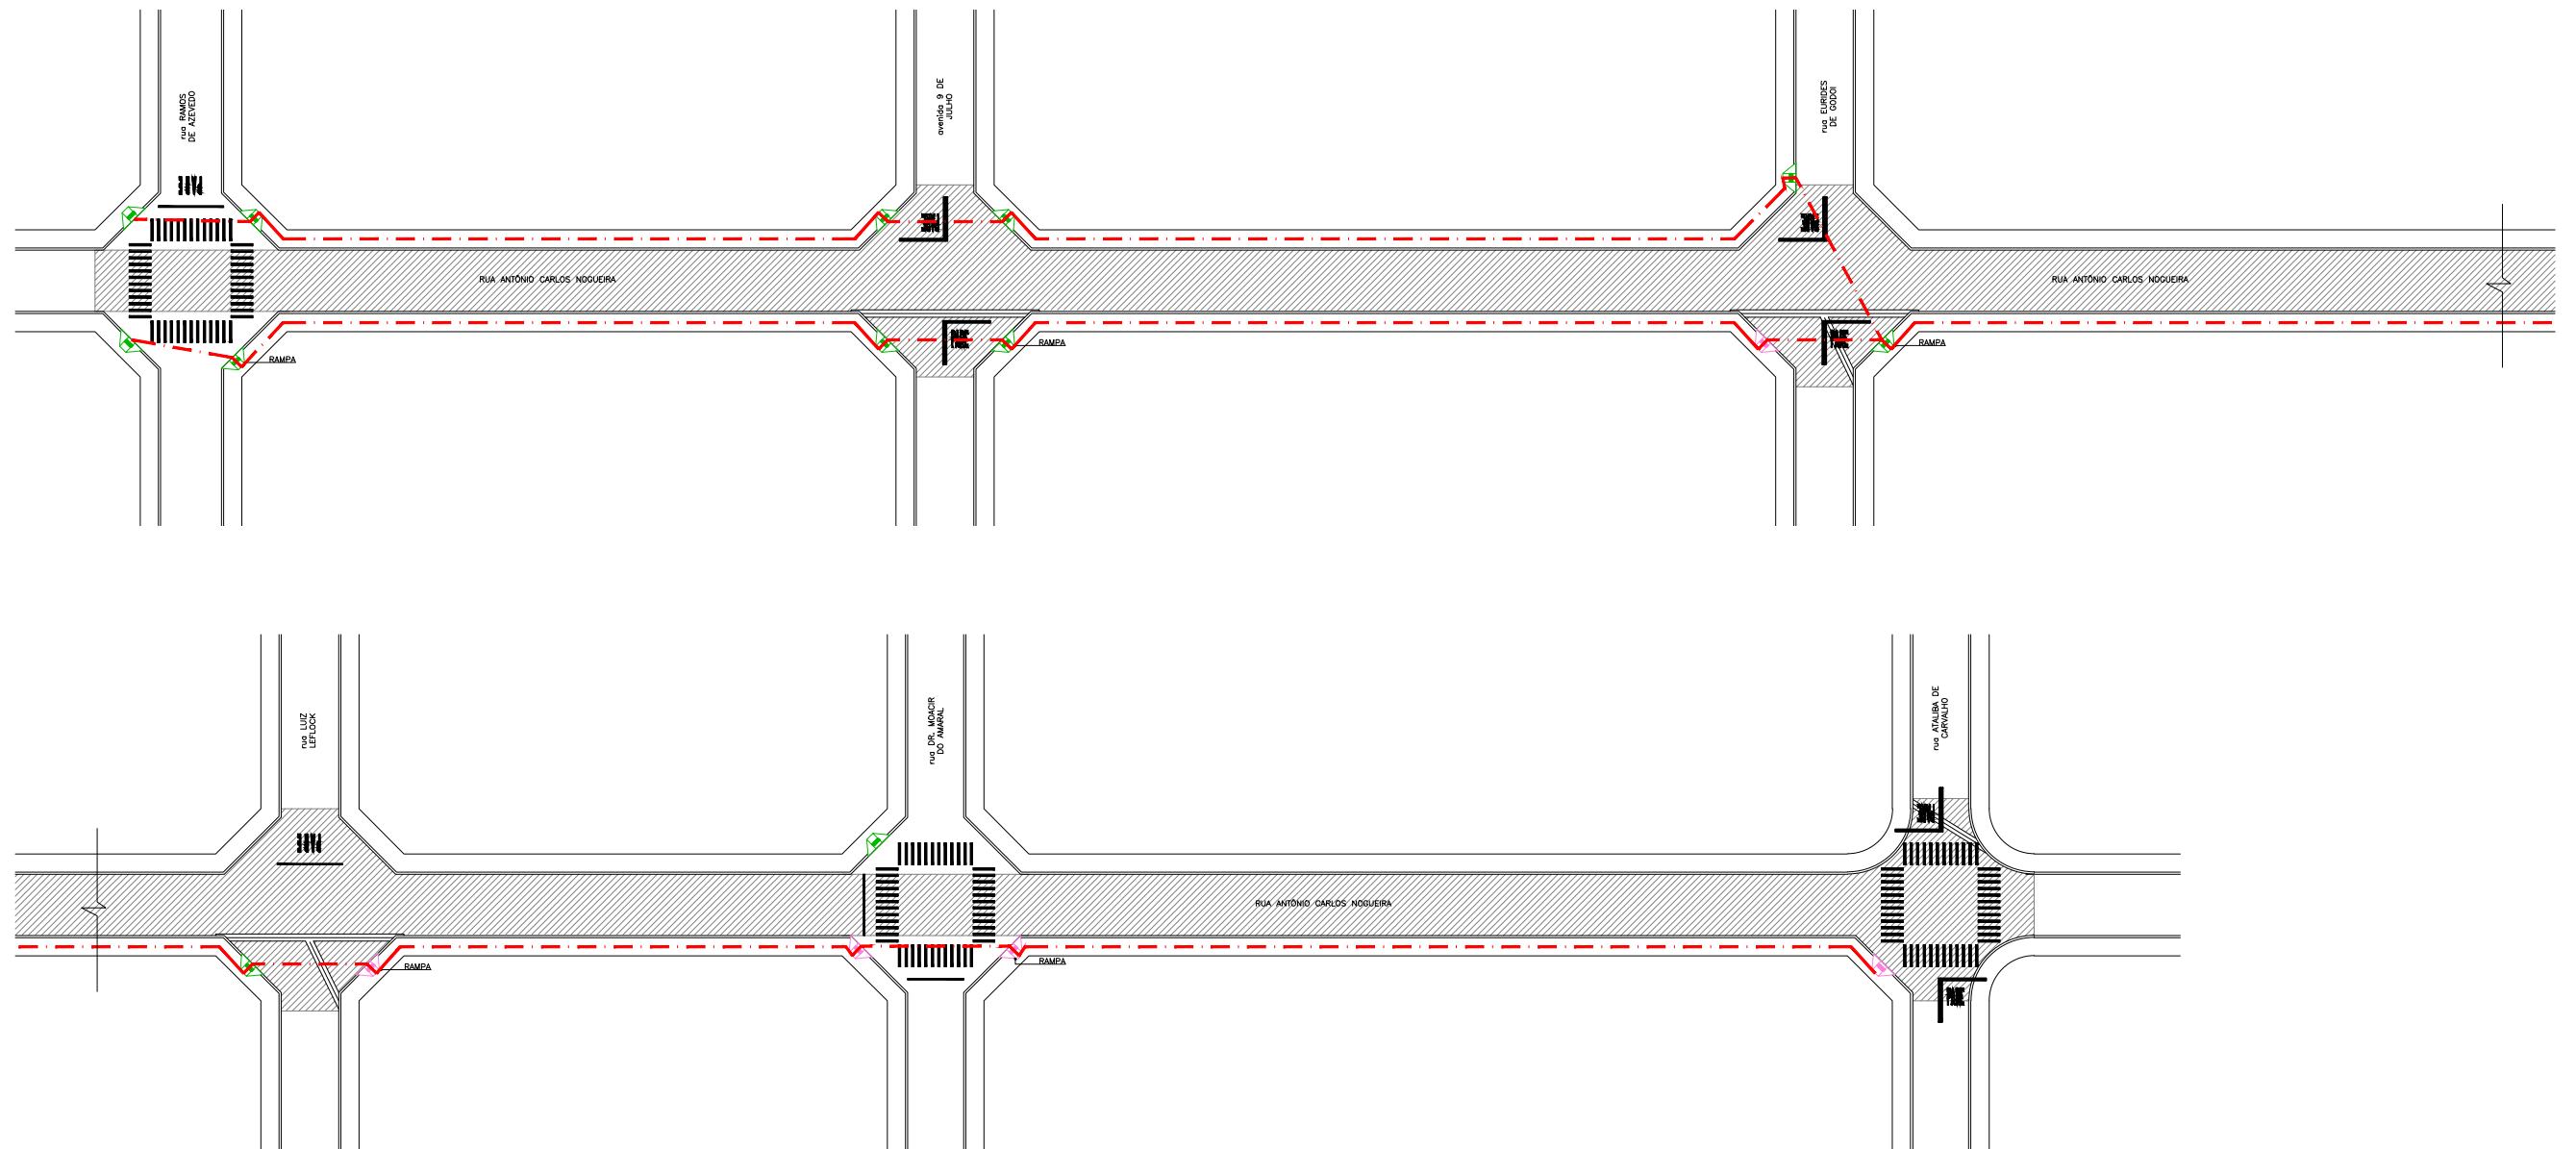 rua RAMOS
DE AZEVEDO
avenida 9 DE
JULHO
rua EURIDES
DE GODOI
RUA ANTÔNIO CARLOS NOGUEIRA
RUA ANTÔNIO CARLOS NOGUEIRA
RAMPA
RAMPA
RAMPA
rua LUIZ
LEFLOCK
rua DR. MOACIR
DO AMARAL
rua ATALIBA DE
CARVALHO
RUA ANTÔNIO CARLOS NOGUEIRA
RAMPA
RAMPA